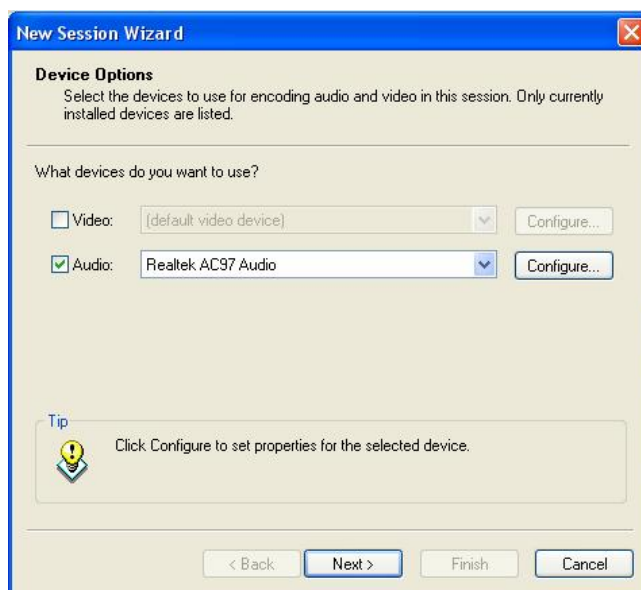 New Session Wizard
Device Options
Select the devices to use for encoding audio and video in this session. Only currently
installed devices are listed.
What devices do you want to use?
Video: (default video device) Configure...
Audio: Realtek AC97 Audio Configure...
Tip
Click Configure to set properties for the selected device.
< Back Next > Finish Cancel